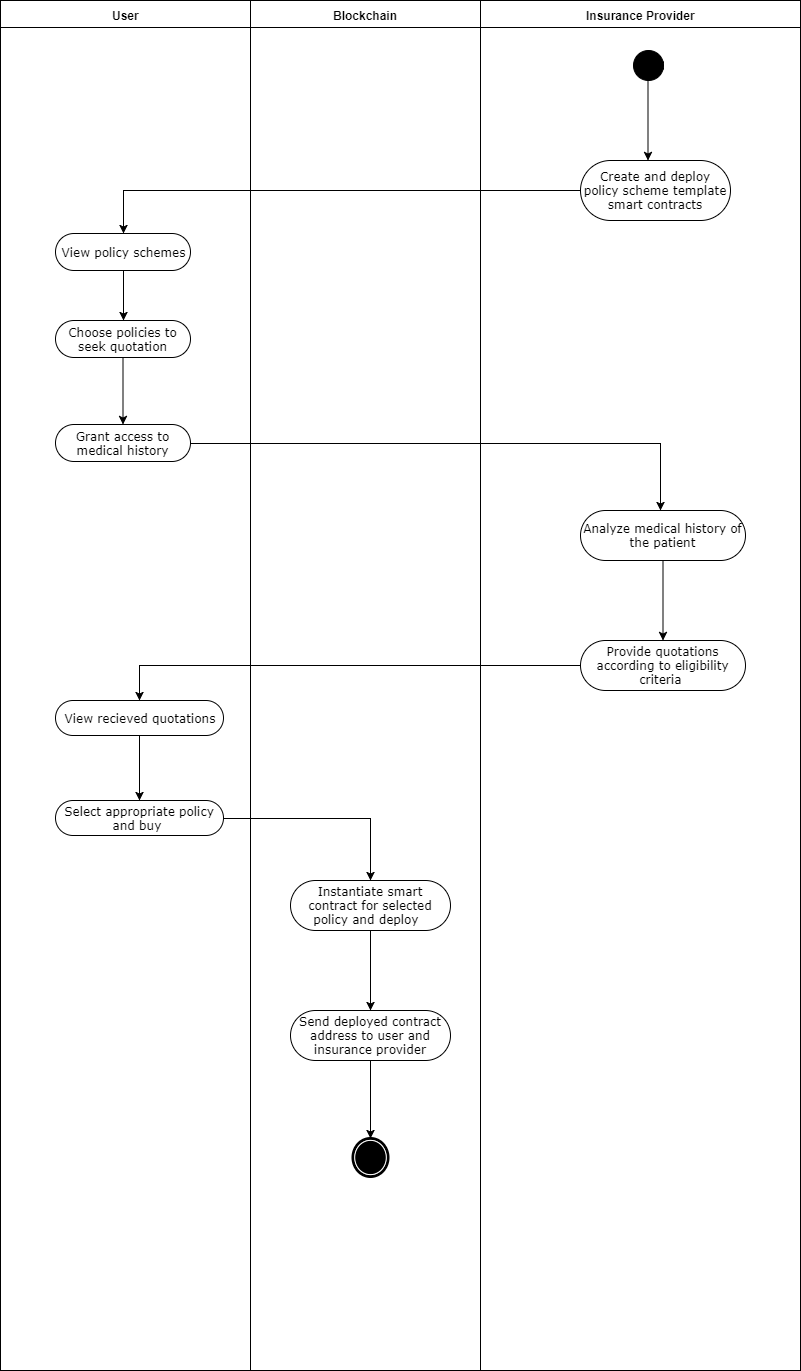 User
Blockchain
Insurance Provider
Create and deploy
policy scheme template
smart contracts
View policy schemes
Choose policies to
seek quotation
Grant access to
medical history
Analyze medical history of
the patient
Provide quotations
according to eligibility
criteria
View recieved quotations
Select appropriate policy
and buy
Instantiate smart
contract for selected
policy and deploy
Send deployed contract
address to user and
insurance provider